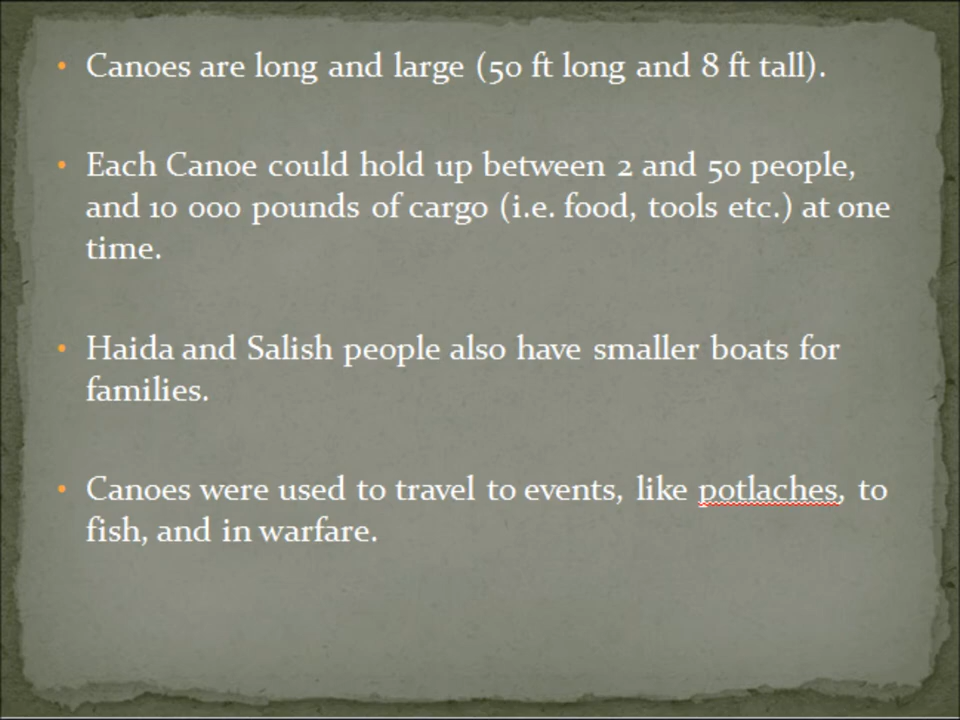 • Canoes are long and large (50 ft long and 8 ft tall).
• Each Canoe could hold up between 2 and 50 people,
and 10 000 pounds of cargo (i.e. food, tools etc.) at one
time.
• Haida and Salish people also have smaller boats for
families.
• Canoes were used to travel to events, like potlaches, to
fish, and in warfare.